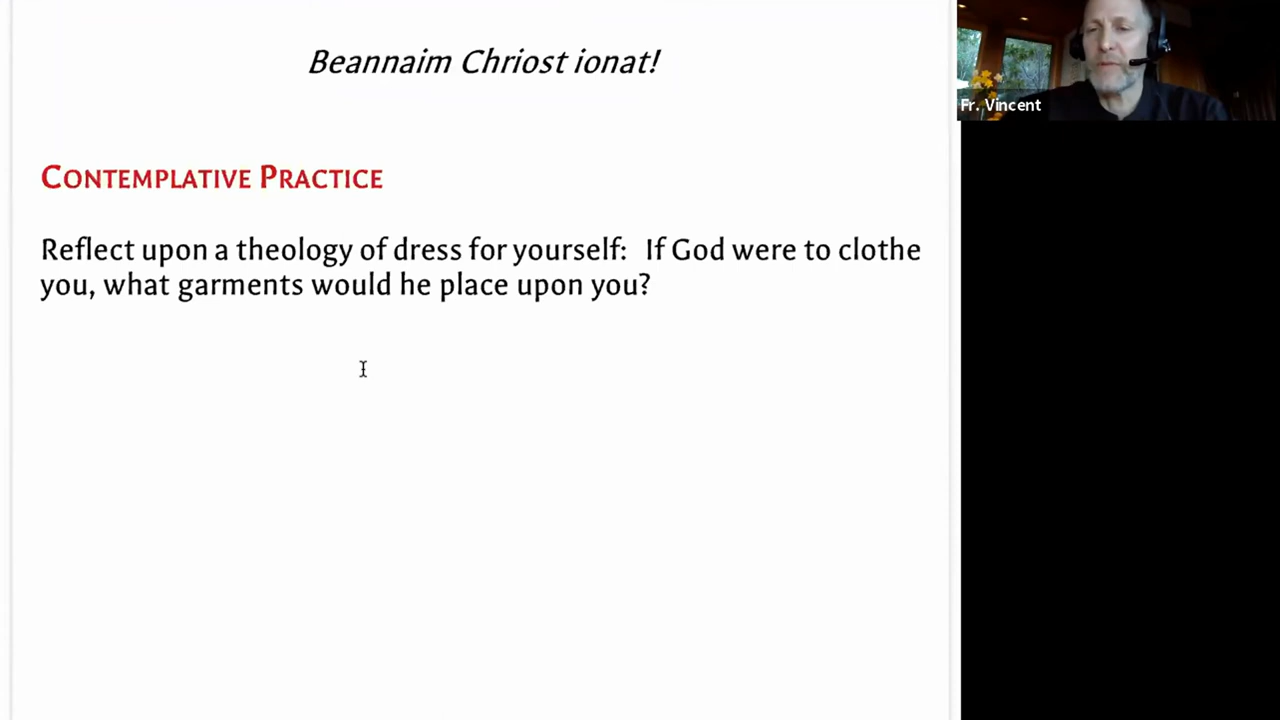 Beannaim Chriost ionat!
CONTEMPLATIVE PRACTICE
Reflect upon a theology of dress for yourself: If God were to clothe
you, what garments would he place upon you?
Fr. Vincent